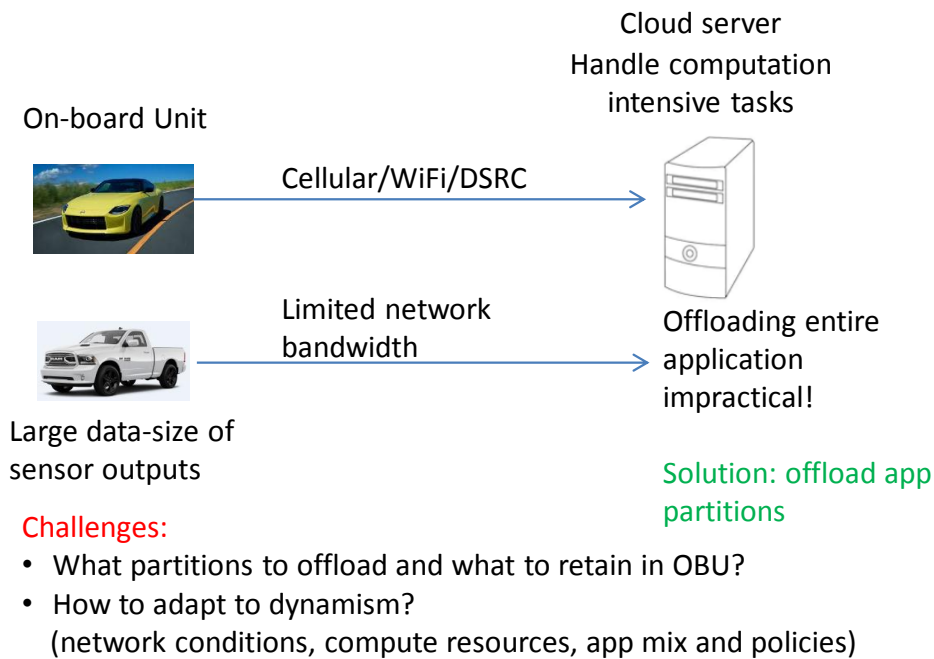 Cloud server
Handle computation
intensive tasks
On-board Unit
Cellular/WiFi/DSRC
Limited network
bandwidth
Offloading entire
application
impractical!
Large data-size of
sensor outputs
Solution: offload app
partitions
Challenges:
• What partitions to offload and what to retain in OBU?
• How to adapt to dynamism?
(network conditions, compute resources, app mix and policies)